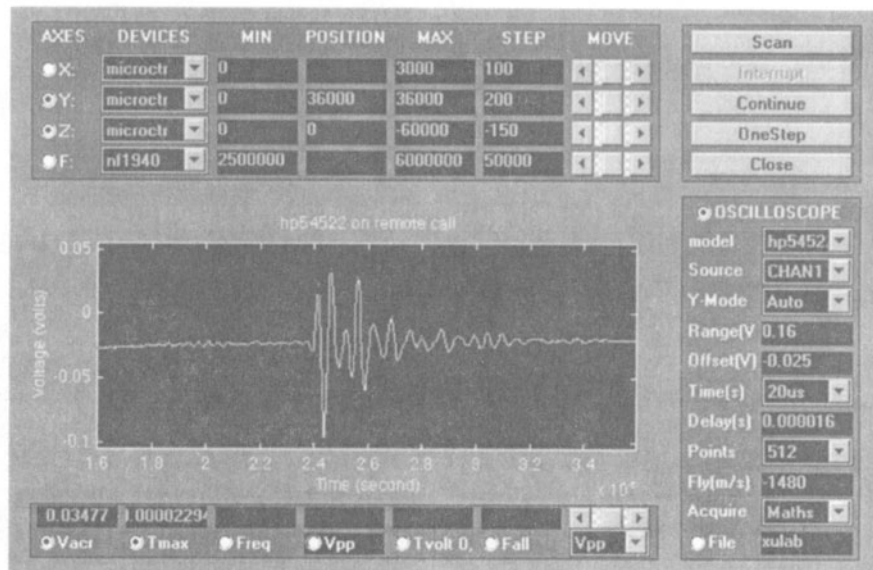 AXES DEVICES MIN POSITION MAX STEP MOVE
X: microctr 0 3000 100
Y: microctr 0 36000 36000 200
Z: microctr 0 0 -60000 -150
F: nf1940 2500000 6000000 50000
Scan
Interrupt
Continue
OneStep
Close
hp54522 on remote call
0.05
0
-0.05
-0.1
Voltage (volts)
1.6 1.8 2 2.2 2.4 2.6 2.8 3 3.2 3.4
Time (second)
OSCILLOSCOPE
model hp5452
Source CHAN1
Y-Mode Auto
Range(V 0.16
Offset(V) -0.025
Time(s) 20us
Delay(s) 0.000016
Points 512
Fly(m/s) -1480
Acquire Maths
File xulab
0.03477 0.00002294
Vacr Tmax Freq Vpp Tvolt 0, Fall Vpp